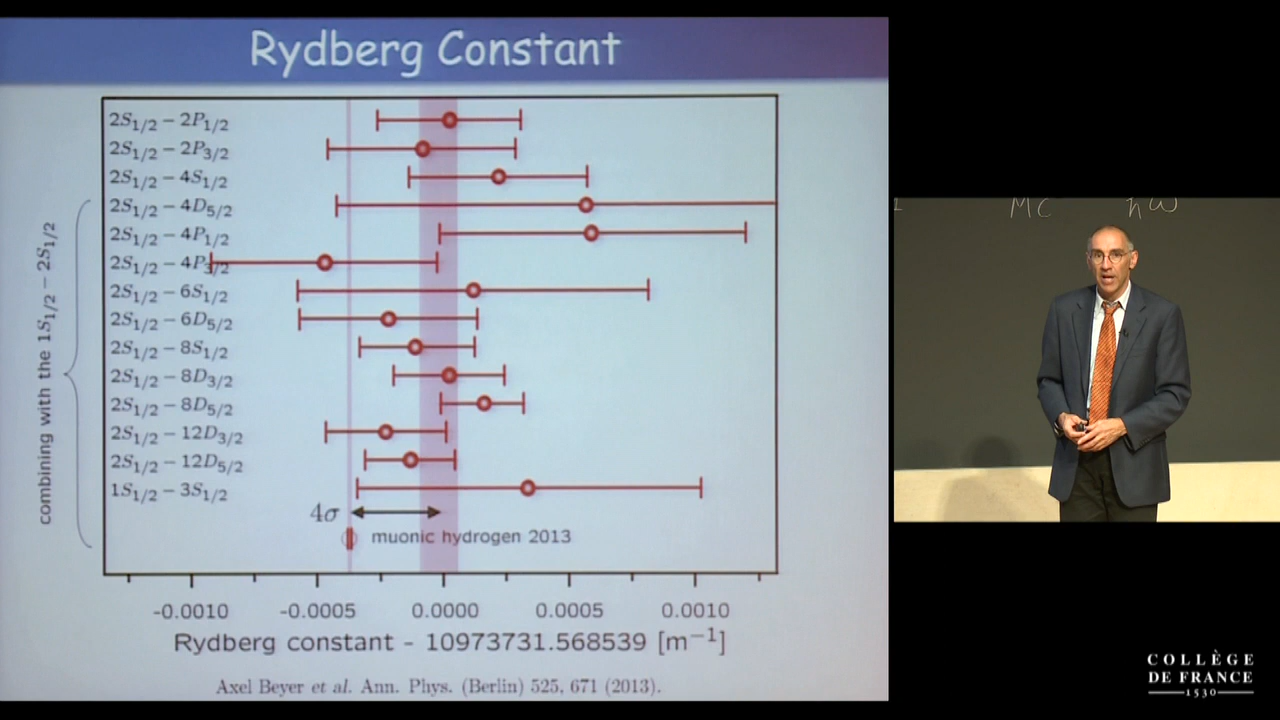 Rydberg Constant
2S1/2 − 2P1/2
2S1/2 − 2P3/2
2S1/2 − 4S1/2
2S1/2 − 4D5/2
2S1/2 − 4P1/2
2S1/2 − 4P3/2
2S1/2 − 6S1/2
2S1/2 − 6D5/2
2S1/2 − 8S1/2
2S1/2 − 8D3/2
2S1/2 − 8D5/2
2S1/2 − 12D3/2
2S1/2 − 12D5/2
1S1/2 − 3S1/2
combining with the 1S1/2 − 2S1/2
4σ
muonic hydrogen 2013
-0.0010 -0.0005 0.0000 0.0005 0.0010
Rydberg constant - 10973731.568539 [m−1]
Axel Beyer et al. Ann. Phys. (Berlin) 525, 671 (2013).
MC ħω
COLLÈGE
DE FRANCE
1530